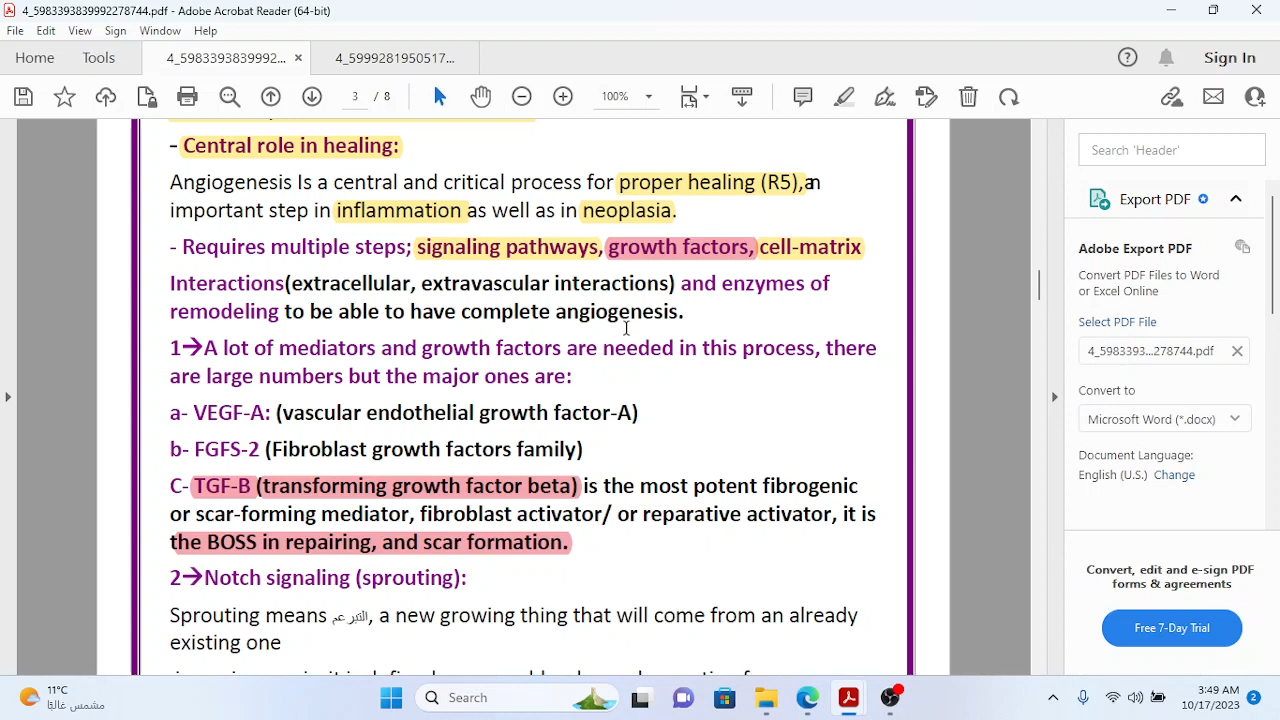 4_5983393839992278744.pdf - Adobe Acrobat Reader (64-bit)
File Edit View Sign Window Help
Home Tools 4_59833938399​92... × 4_5999281950517... Sign In
3 / 8 100%
- Central role in healing:
Angiogenesis Is a central and critical process for proper healing (R5),an
important step in inflammation as well as in neoplasia.
- Requires multiple steps; signaling pathways, growth factors, cell-matrix
Interactions(extracellular, extravascular interactions) and enzymes of
remodeling to be able to have complete angiogenesis.
1→A lot of mediators and growth factors are needed in this process, there
are large numbers but the major ones are:
a- VEGF-A: (vascular endothelial growth factor-A)
b- FGFS-2 (Fibroblast growth factors family)
C- TGF-B (transforming growth factor beta) is the most potent fibrogenic
or scar-forming mediator, fibroblast activator/ or reparative activator, it is
the BOSS in repairing, and scar formation.
2→Notch signaling (sprouting):
Sprouting means , a new growing thing that will come from an already
existing one
Search 'Header'
Export PDF
Adobe Export PDF
Convert PDF Files to Word
or Excel Online
Select PDF File
4_5983393...278744.pdf
Convert to
Microsoft Word (*.docx)
Document Language:
English (U.S.) Change
Convert, edit and e-sign PDF
forms & agreements
Free 7-Day Trial
11°C
مشمس غالبًا
Search
3:49 AM
10/17/2023
2